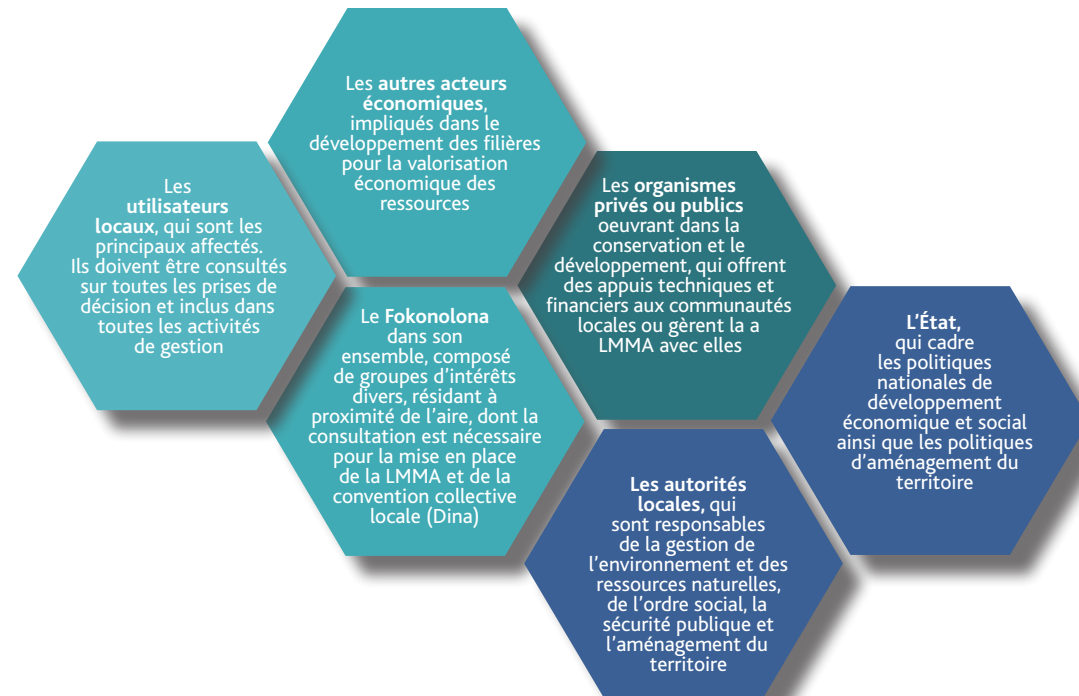 Les autres acteurs
économiques,
impliqués dans le
développement des filières
pour la valorisation
économique des
ressources
Les
utilisateurs
locaux, qui sont les
principaux affectés.
Ils doivent être consultés
sur toutes les prises de
décision et inclus dans
toutes les activités
de gestion
Les organismes
privés ou publics
oeuvrant dans la
conservation et le
développement, qui offrent
des appuis techniques et
financiers aux communautés
locales ou gèrent la a
LMMA avec elles
Le Fokonolona
dans son
ensemble, composé
de groupes d'intérêts
divers, résidant à
proximité de l'aire, dont la
consultation est nécessaire
pour la mise en place
de la LMMA et de la
convention collective
locale (Dina)
L'État,
qui cadre
les politiques
nationales de
développement
économique et social
ainsi que les politiques
d'aménagement du
territoire
Les autorités
locales, qui
sont responsables
de la gestion de
l'environnement et des
ressources naturelles,
de l'ordre social, la
sécurité publique et
l'aménagement du
territoire